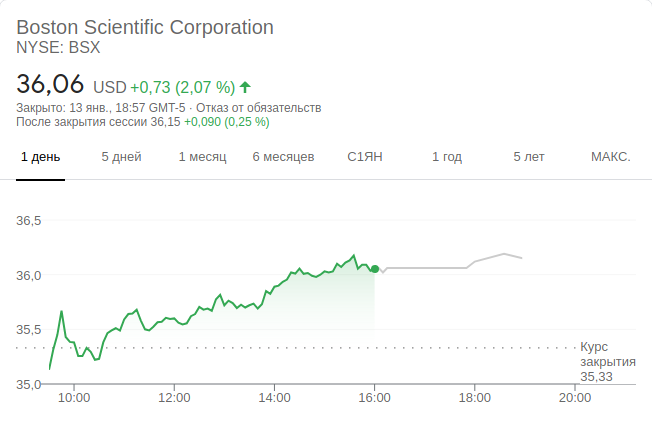 Boston Scientific Corporation
NYSE: BSX
36,06 USD +0,73 (2,07 %)
Закрыто: 13 янв., 18:57 GMT-5 · Отказ от обязательств
После закрытия сессии 36,15 +0,090 (0,25 %)
1 день 5 дней 1 месяц 6 месяцев С1ЯН 1 год 5 лет МАКС.
36,5
36,0
35,5
Курс
закрытия
35,33
35,0
10:00 12:00 14:00 16:00 18:00 20:00